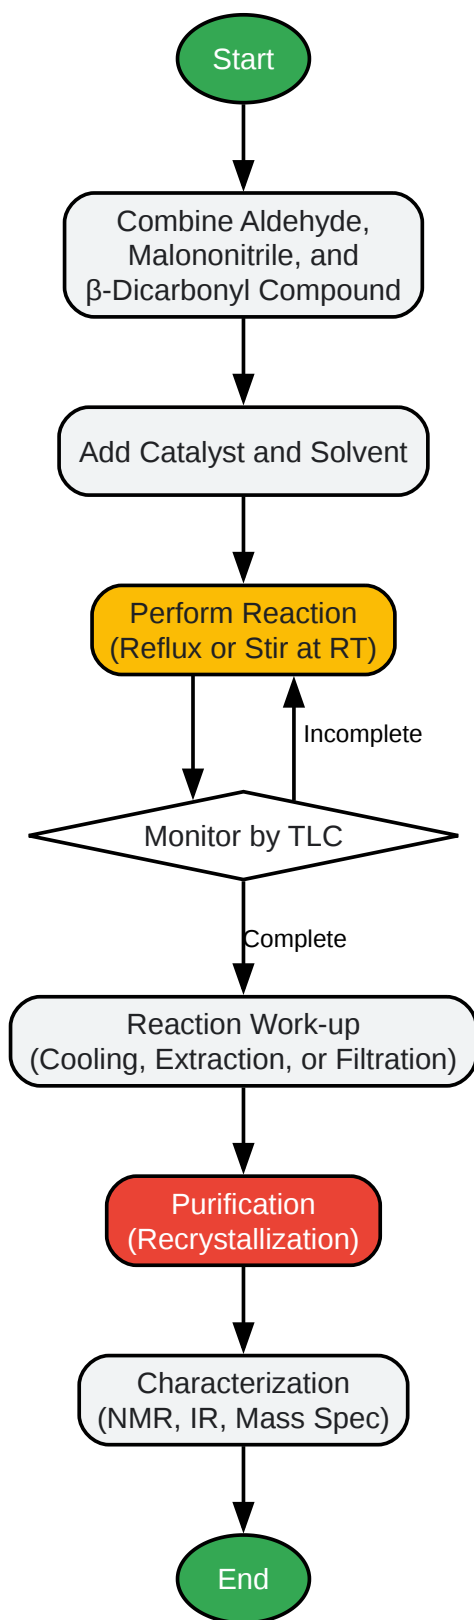 Start
Combine Aldehyde,
Malononitrile, and
β-Dicarbonyl Compound
Add Catalyst and Solvent
Perform Reaction
(Reflux or Stir at RT)
Incomplete
Monitor by TLC
Complete
Reaction Work-up
(Cooling, Extraction, or Filtration)
Purification
(Recrystallization)
Characterization
(NMR, IR, Mass Spec)
End